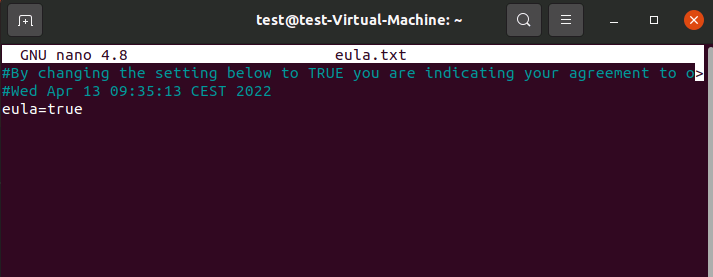 test@test-Virtual-Machine: ~
GNU nano 4.8 eula.txt
#By changing the setting below to TRUE you are indicating your agreement to o>
#Wed Apr 13 09:35:13 CEST 2022
eula=true